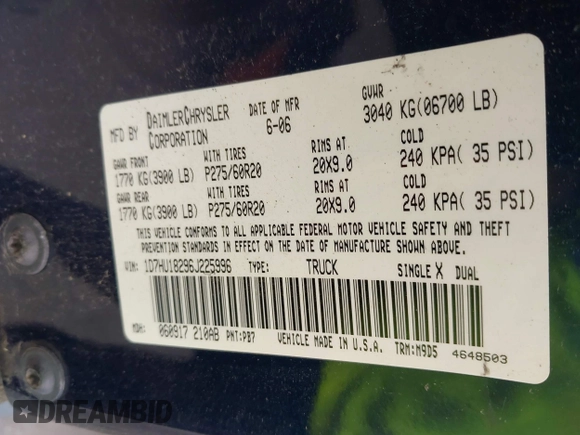 MFD BY DAIMLERCHRYSLER CORPORATION DATE OF MFR 6-06 GVWR 3040 KG(06700 LB)
GAWR FRONT WITH TIRES RIMS AT COLD
1770 KG(3900 LB) P275/60R20 20X9.0 240 KPA( 35 PSI)
GAWR REAR WITH TIRES RIMS AT COLD
1770 KG(3900 LB) P275/60R20 20X9.0 240 KPA( 35 PSI)
THIS VEHICLE CONFORMS TO ALL APPLICABLE FEDERAL MOTOR VEHICLE SAFETY AND THEFT
PREVENTION STANDARDS IN EFFECT ON THE DATE OF MANUFACTURE SHOWN ABOVE.
VIN: 1D7HU18296J225996 TYPE: TRUCK SINGLE X DUAL
MDH: 060917 210AB PNT:PB7 VEHICLE MADE IN U.S.A. TRM:M9D5 4648503
DREAMBID